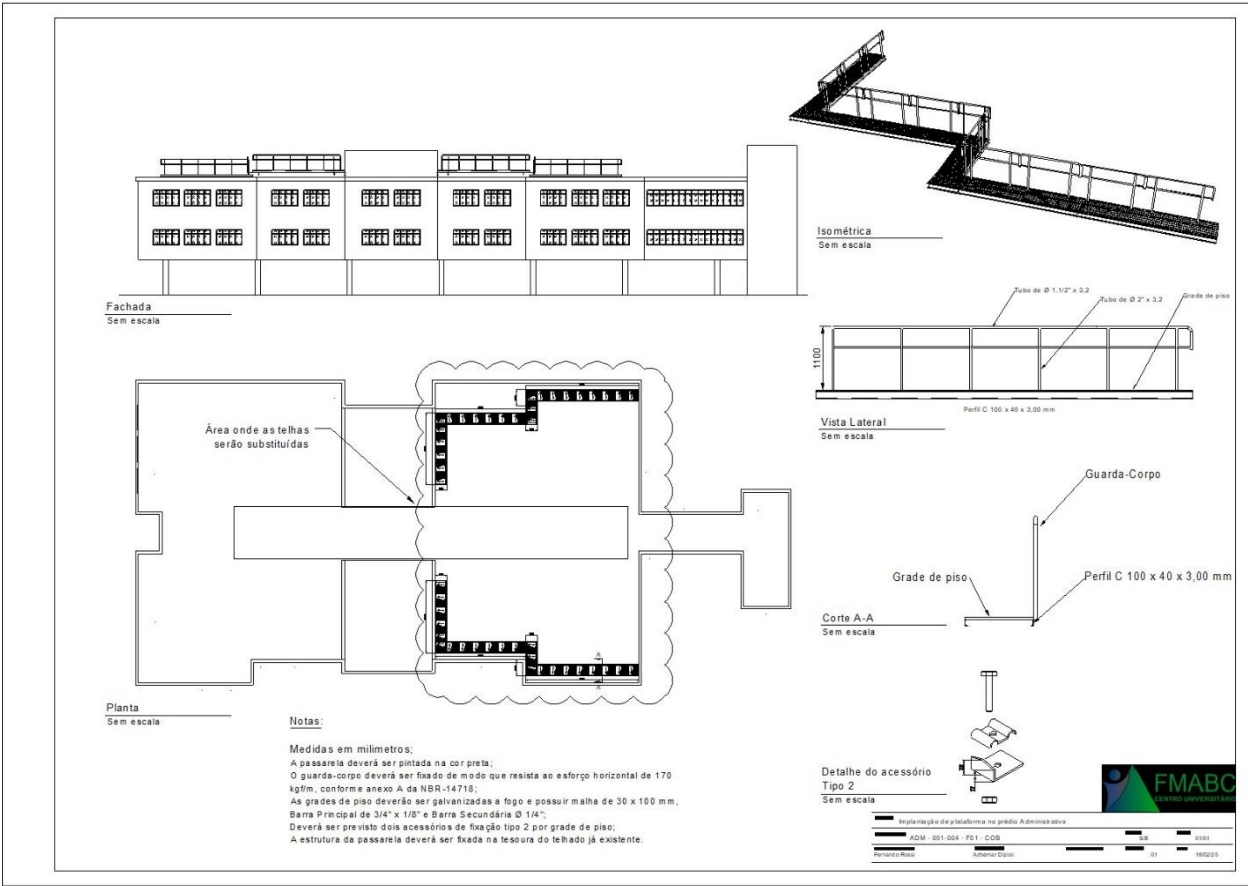 Isométrica
Sem escala
Fachada
Sem escala
Tubo de Ø 1.1/2" x 3.2
Tubo de Ø 2" x 3.2
Grade de piso
1100
Perfil C 100 x 40 x 3,00 mm
Vista Lateral
Sem escala
Área onde as telhas
serão substituídas
A
A
Planta
Sem escala
Guarda-Corpo
Grade de piso
Perfil C 100 x 40 x 3,00 mm
Corte A-A
Sem escala
Notas:
Medidas em milimetros;
A passarela deverá ser pintada na cor preta;
O guarda-corpo deverá ser fixado de modo que resista ao esforço horizontal de 170
kgf/m, conforme anexo A da NBR-14718;
As grades de piso deverão ser galvanizadas a fogo e possuir malha de 30 x 100 mm,
Barra Principal de 3/4" x 1/8" e Barra Secundária Ø 1/4";
Deverá ser previsto dois acessórios de fixação tipo 2 por grade de piso;
A estrutura da passarela deverá ser fixada na tesoura do telhado já existente.
Detalhe do acessório
Tipo 2
Sem escala
FMABC
CENTRO UNIVERSITÁRIO
Implantação de plataforma no prédio Administrativo
ADM - 001-004 - F01 - COB
S/E
01/01
Fernando Rossi
Adhemar Dizioli
01
18/02/25